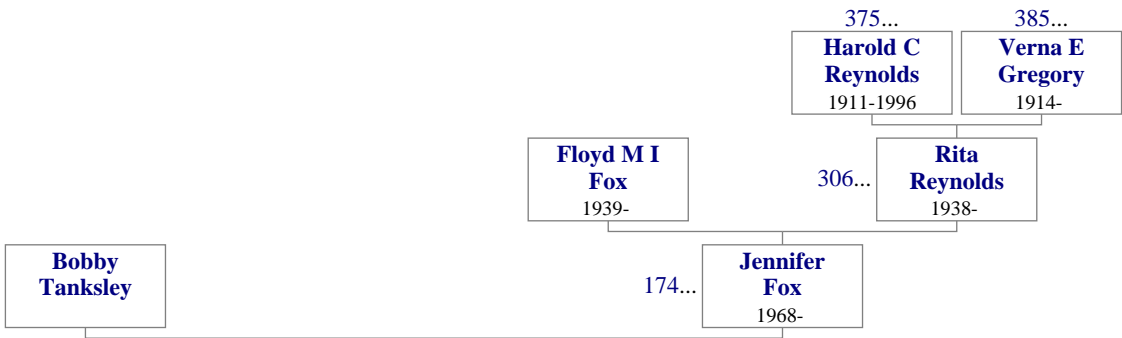 375...
385...
Harold C
Reynolds
1911-1996
Verna E
Gregory
1914-
Floyd M I
Fox
1939-
306...
Rita
Reynolds
1938-
Bobby
Tanksley
174...
Jennifer
Fox
1968-